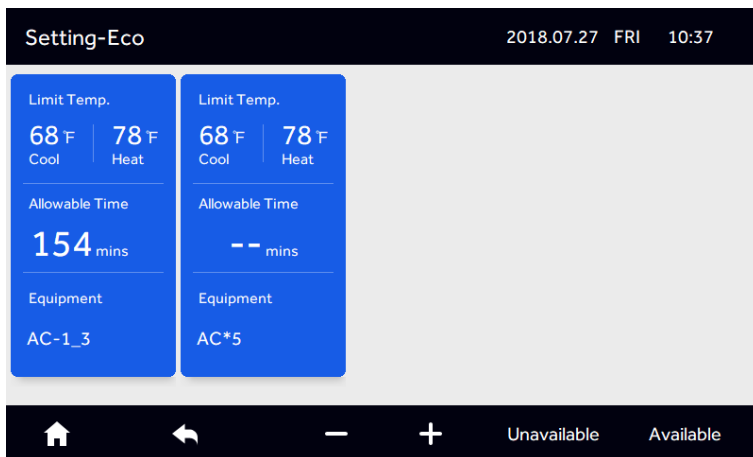 Setting-Eco 2018.07.27 FRI 10:37
Limit Temp. Limit Temp.
68 °F 78 °F 68 °F 78 °F
Cool Heat Cool Heat
Allowable Time Allowable Time
154 mins -- mins
Equipment Equipment
AC-1_3 AC*5
− + Unavailable Available